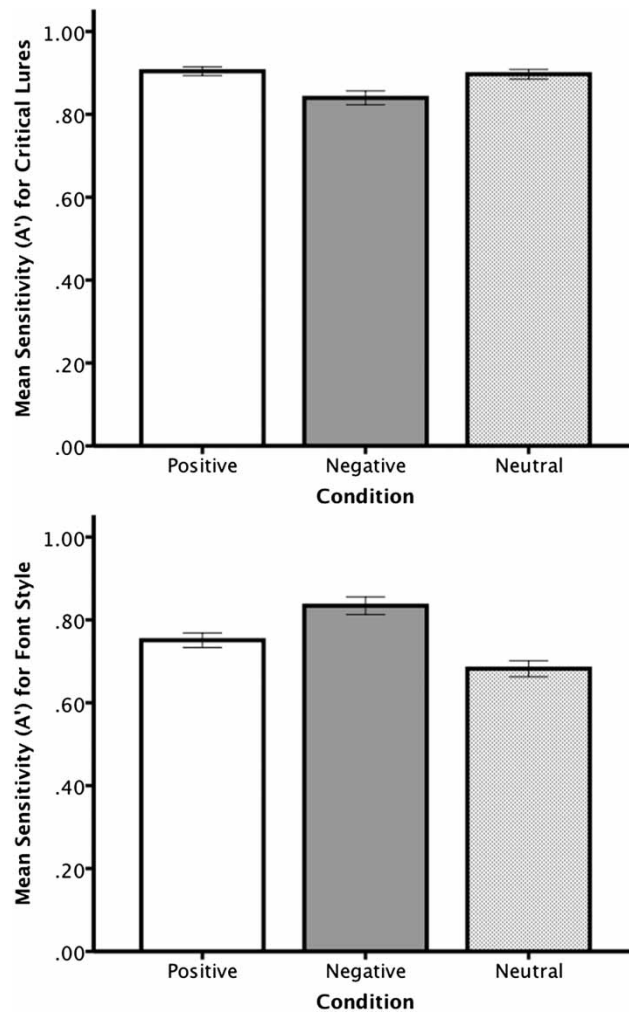 Mean Sensitivity (A') for Critical Lures
1.00
.80
.60
.40
.20
.00
Positive Negative Neutral
Condition
Mean Sensitivity (A') for Font Style
1.00
.80
.60
.40
.20
.00
Positive Negative Neutral
Condition